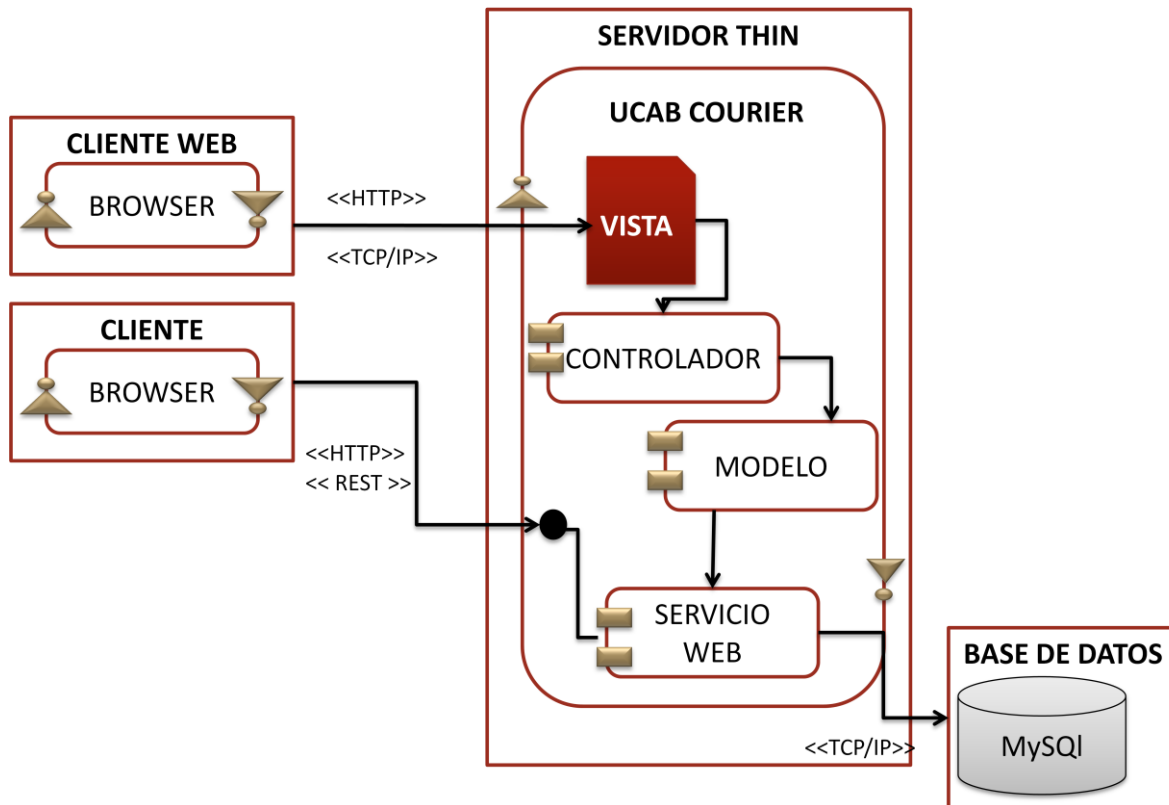 SERVIDOR THIN
UCAB COURIER
CLIENTE WEB
BROWSER
<<HTTP>>
<<TCP/IP>>
VISTA
CLIENTE
BROWSER
<<HTTP>>
<< REST >>
CONTROLADOR
MODELO
SERVICIO
WEB
<<TCP/IP>>
BASE DE DATOS
MySQl